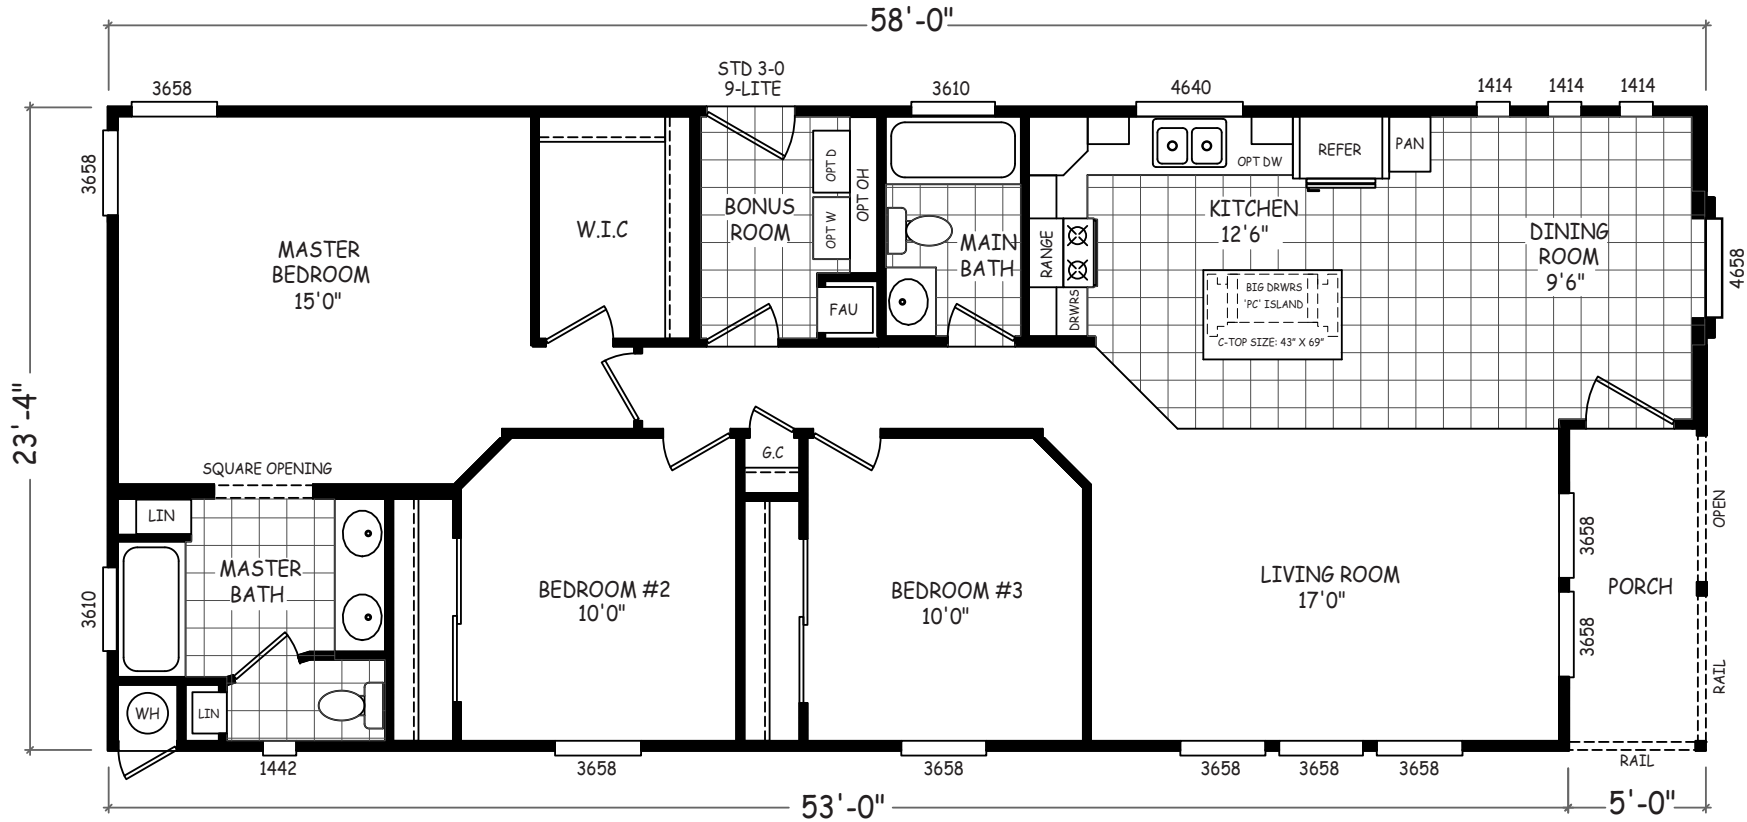 58'-0"
3658
STD 3-0
9-LITE
3610
4640
1414
1414
1414
3658
OPT D
OPT W
OPT OH
OPT DW
REFER
PAN
BONUS
ROOM
W.I.C
MASTER
BEDROOM
15'0"
MAIN
BATH
RANGE
DRWRS
FAU
KITCHEN
12'6"
BIG DRWRS
'PC' ISLAND
C-TOP SIZE: 43" X 69"
DINING
ROOM
9'6"
4658
23'-4"
SQUARE OPENING
G.C
LIN
MASTER
BATH
3610
WH
LIN
BEDROOM #2
10'0"
BEDROOM #3
10'0"
LIVING ROOM
17'0"
3658
3658
PORCH
OPEN
RAIL
RAIL
1442
3658
3658
3658
3658
3658
53'-0"
5'-0"